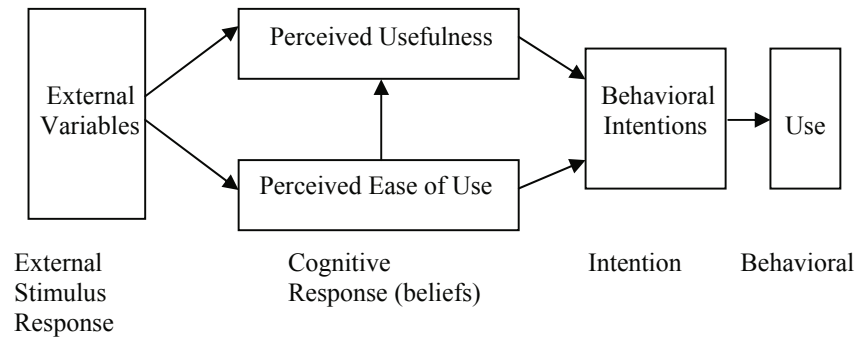 Perceived Usefulness
External
Variables
Behavioral
Intentions
Use
Perceived Ease of Use
External
Stimulus
Response
Cognitive
Response (beliefs)
Intention
Behavioral